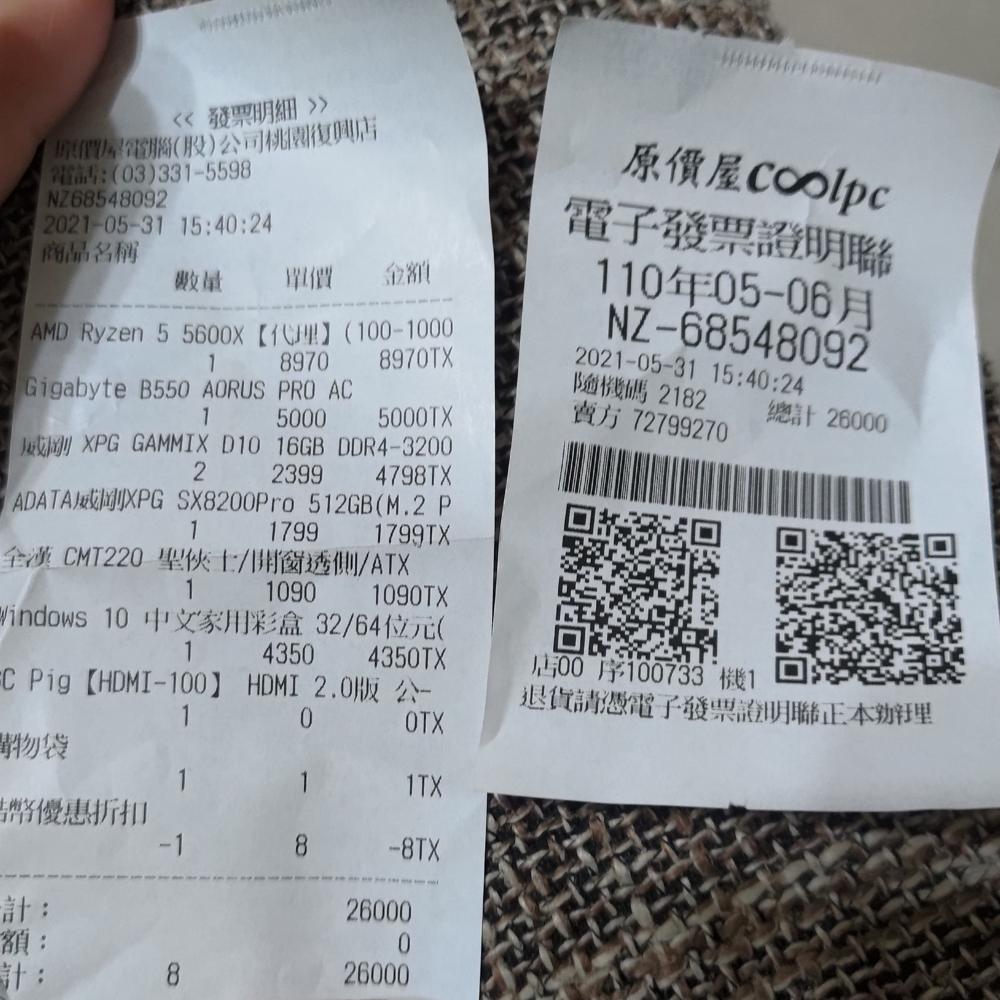 << 發票明細 >>
原價屋電腦(股)公司桃園復興店
電話:(03)331-5598
NZ68548092
2021-05-31 15:40:24
商品名稱
數量 單價 金額
AMD Ryzen 5 5600X【代理】(100-1000
1 8970 8970TX
Gigabyte B550 AORUS PRO AC
1 5000 5000TX
威剛 XPG GAMMIX D10 16GB DDR4-3200
2 2399 4798TX
ADATA威剛XPG SX8200Pro 512GB(M.2 P
1 1799 1799TX
全漢 CMT220 聖俠士/開窗透側/ATX
1 1090 1090TX
Windows 10 中文家用彩盒 32/64位元(
1 4350 4350TX
C Pig【HDMI-100】 HDMI 2.0版 公-
1 0 0TX
購物袋
1 1 1TX
幣優惠折扣
-1 8 -8TX
計: 26000
額: 0
計: 8 26000
原價屋coolpc
電子發票證明聯
110年05-06月
NZ-68548092
2021-05-31 15:40:24
隨機碼 2182 總計 26000
賣方 72799270
店00 序100733 機1
退貨請憑電子發票證明聯正本辦理